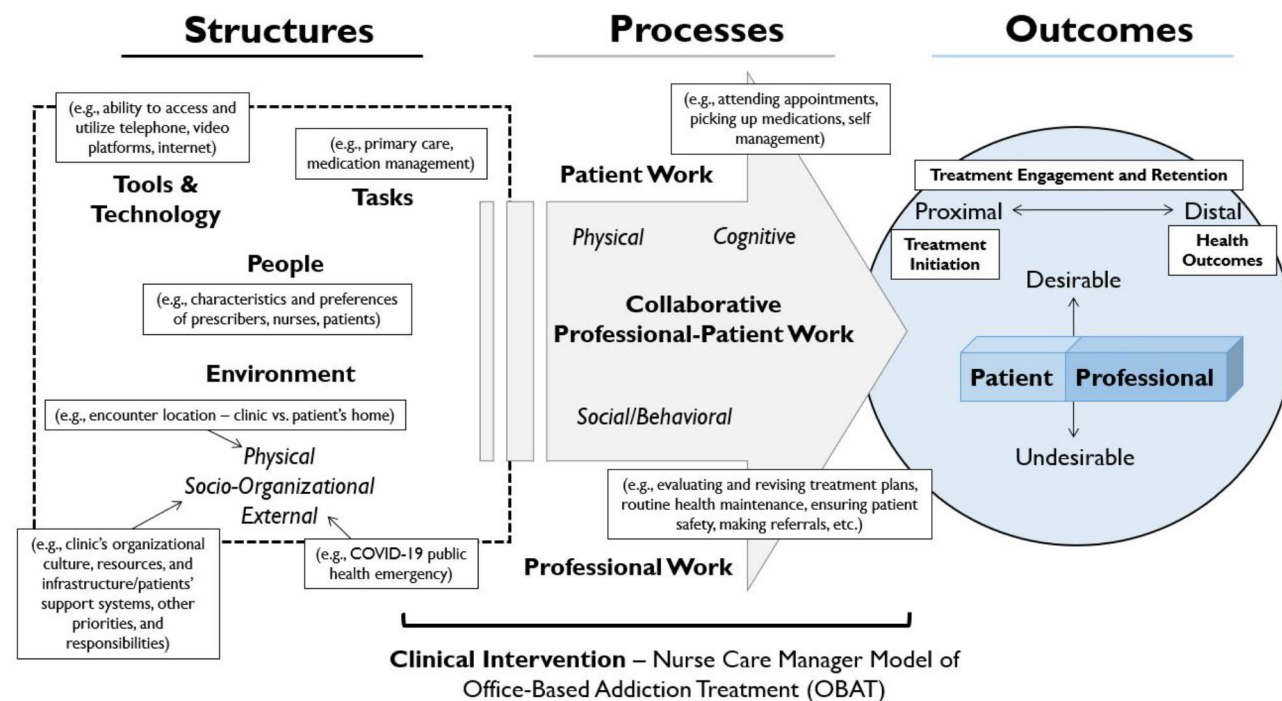 Structures
Processes
Outcomes
(e.g., ability to access and
utilize telephone, video
platforms, internet)
Tools &
Technology
(e.g., primary care,
medication management)
Tasks
People
(e.g., characteristics and preferences
of prescribers, nurses, patients)
Environment
(e.g., encounter location – clinic vs. patient's home)
Physical
Socio-Organizational
External
(e.g., clinic's organizational
culture, resources, and
infrastructure/patients'
support systems, other
priorities, and
responsibilities)
(e.g., COVID-19 public
health emergency)
(e.g., attending appointments,
picking up medications, self
management)
Patient Work
Physical
Cognitive
Collaborative
Professional-Patient Work
Social/Behavioral
(e.g., evaluating and revising treatment plans,
routine health maintenance, ensuring patient
safety, making referrals, etc.)
Professional Work
Treatment Engagement and Retention
Proximal
Distal
Treatment
Initiation
Health
Outcomes
Desirable
Patient
Professional
Undesirable
Clinical Intervention – Nurse Care Manager Model of
Office-Based Addiction Treatment (OBAT)